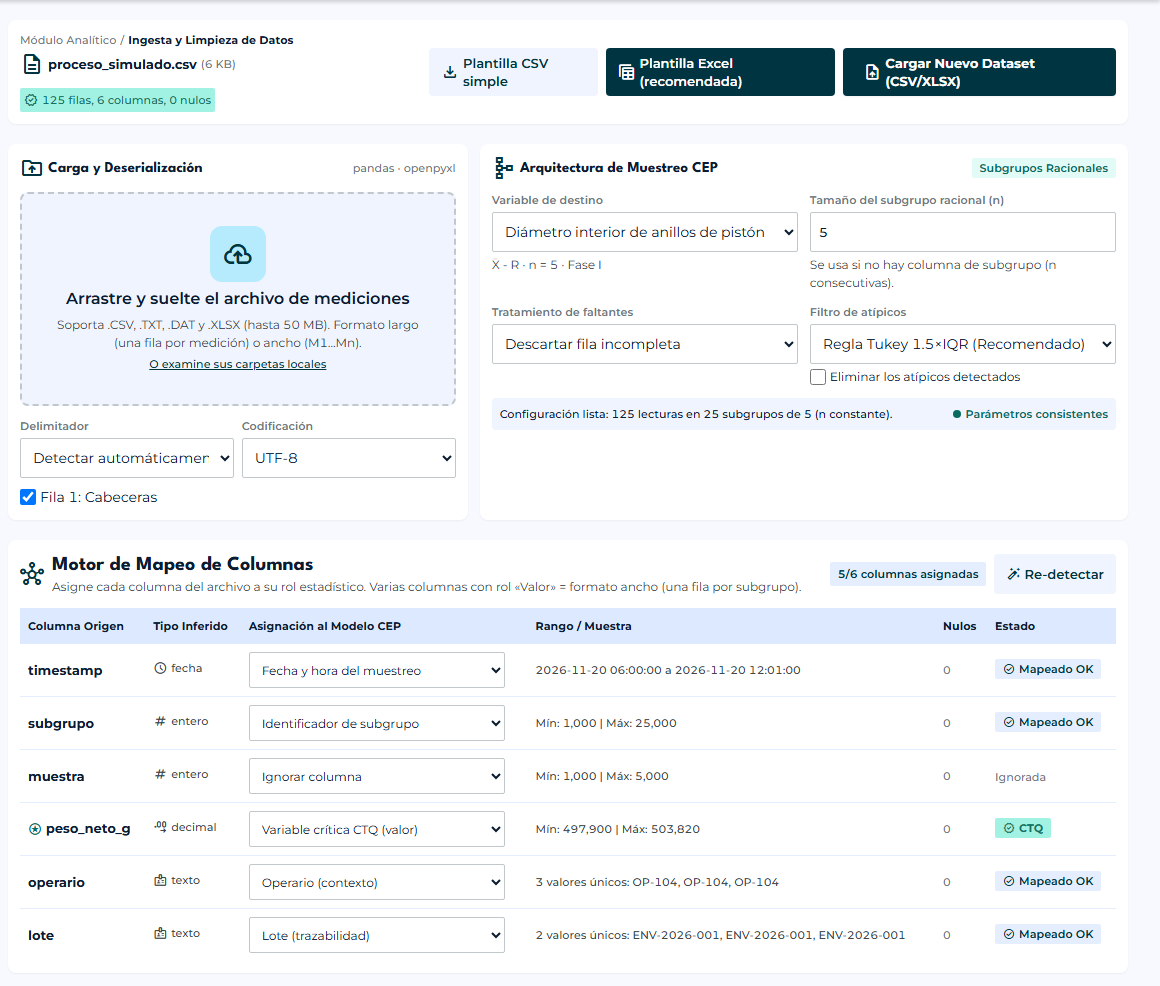 Módulo Analítico / Ingesta y Limpieza de Datos
proceso_simulado.csv (6 KB)
125 filas, 6 columnas, 0 nulos
Plantilla CSV
simple
Plantilla Excel
(recomendada)
Cargar Nuevo Dataset
(CSV/XLSX)
Carga y Deserialización
pandas · openpyxl
Arrastre y suelte el archivo de mediciones
Soporta .CSV, .TXT, .DAT y .XLSX (hasta 50 MB). Formato largo
(una fila por medición) o ancho (M1...Mn).
O examine sus carpetas locales
Delimitador
Codificación
Detectar automáticamen
UTF-8
Fila 1: Cabeceras
Arquitectura de Muestreo CEP
Subgrupos Racionales
Variable de destino
Tamaño del subgrupo racional (n)
Diámetro interior de anillos de pistón
5
X - R · n = 5 · Fase I
Se usa si no hay columna de subgrupo (n
consecutivas).
Tratamiento de faltantes
Filtro de atípicos
Descartar fila incompleta
Regla Tukey 1.5×IQR (Recomendado)
Eliminar los atípicos detectados
Configuración lista: 125 lecturas en 25 subgrupos de 5 (n constante).
Parámetros consistentes
Motor de Mapeo de Columnas
Asigne cada columna del archivo a su rol estadístico. Varias columnas con rol «Valor» = formato ancho (una fila por subgrupo).
5/6 columnas asignadas
Re-detectar
Columna Origen Tipo Inferido Asignación al Modelo CEP Rango / Muestra Nulos Estado
timestamp fecha Fecha y hora del muestreo 2026-11-20 06:00:00 a 2026-11-20 12:01:00 0 Mapeado OK
subgrupo # entero Identificador de subgrupo Mín: 1,000 | Máx: 25,000 0 Mapeado OK
muestra # entero Ignorar columna Mín: 1,000 | Máx: 5,000 0 Ignorada
peso_neto_g decimal Variable crítica CTQ (valor) Mín: 497,900 | Máx: 503,820 0 CTQ
operario texto Operario (contexto) 3 valores únicos: OP-104, OP-104, OP-104 0 Mapeado OK
lote texto Lote (trazabilidad) 2 valores únicos: ENV-2026-001, ENV-2026-001, ENV-2026-001 0 Mapeado OK